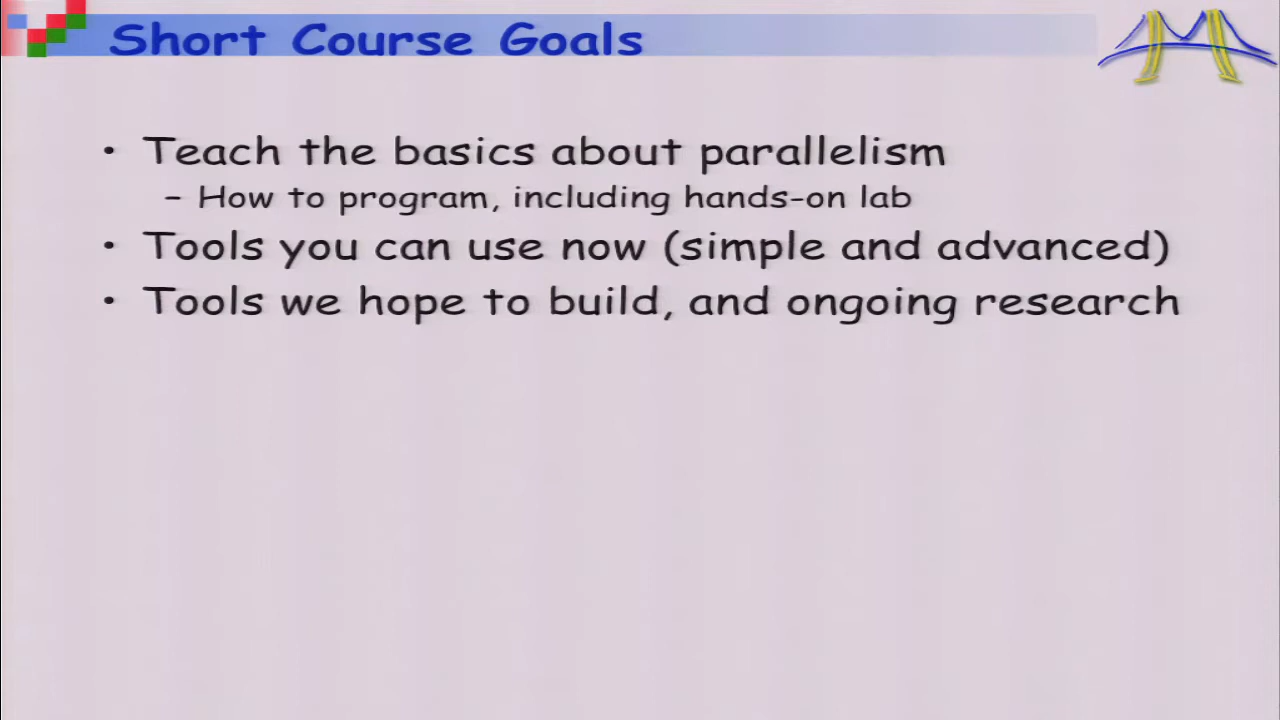 Short Course Goals
• Teach the basics about parallelism
– How to program, including hands-on lab
• Tools you can use now (simple and advanced)
• Tools we hope to build, and ongoing research